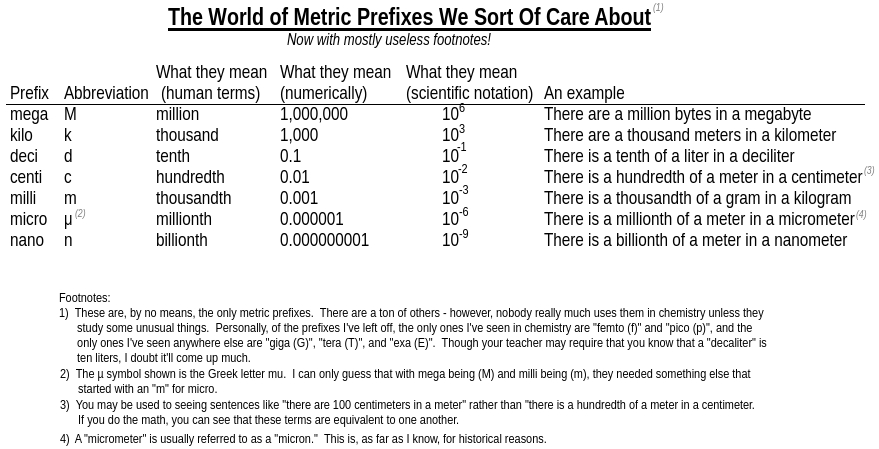 The World of Metric Prefixes We Sort Of Care About (1)
Now with mostly useless footnotes!
What they mean What they mean What they mean
Prefix Abbreviation (human terms) (numerically) (scientific notation) An example
mega M million 1,000,000 10^6 There are a million bytes in a megabyte
kilo k thousand 1,000 10^3 There are a thousand meters in a kilometer
deci d tenth 0.1 10^-1 There is a tenth of a liter in a deciliter
centi c hundredth 0.01 10^-2 There is a hundredth of a meter in a centimeter (3)
milli m thousandth 0.001 10^-3 There is a thousandth of a gram in a kilogram
micro μ (2) millionth 0.000001 10^-6 There is a millionth of a meter in a micrometer (4)
nano n billionth 0.000000001 10^-9 There is a billionth of a meter in a nanometer
Footnotes:
1) These are, by no means, the only metric prefixes. There are a ton of others - however, nobody really much uses them in chemistry unless they
study some unusual things. Personally, of the prefixes I've left off, the only ones I've seen in chemistry are "femto (f)" and "pico (p)", and the
only ones I've seen anywhere else are "giga (G)", "tera (T)", and "exa (E)". Though your teacher may require that you know that a "decaliter" is
ten liters, I doubt it'll come up much.
2) The µ symbol shown is the Greek letter mu. I can only guess that with mega being (M) and milli being (m), they needed something else that
started with an "m" for micro.
3) You may be used to seeing sentences like "there are 100 centimeters in a meter" rather than "there is a hundredth of a meter in a centimeter.
If you do the math, you can see that these terms are equivalent to one another.
4) A "micrometer" is usually referred to as a "micron." This is, as far as I know, for historical reasons.